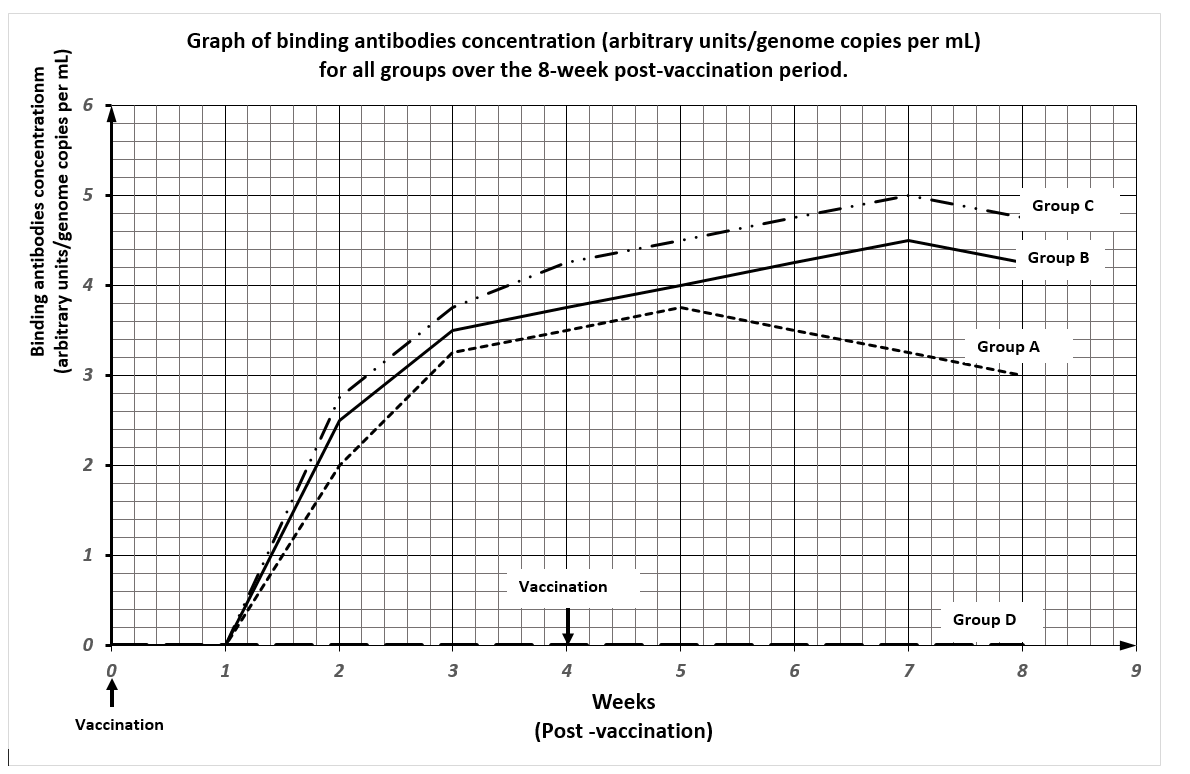 Graph of binding antibodies concentration (arbitrary units/genome copies per mL)
for all groups over the 8-week post-vaccination period.
Binding antibodies concentrationm
(arbitrary units/genome copies per mL)
6
5
4
3
2
1
0
Group C
Group B
Group A
Vaccination
Group D
0 1 2 3 4 5 6 7 8 9
Vaccination
Weeks
(Post -vaccination)